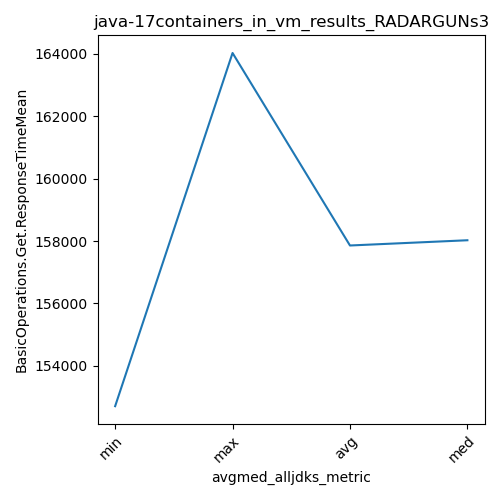 java-17containers_in_vm_results_RADARGUNs3
BasicOperations.Get.ResponseTimeMean
164000
162000
160000
158000
156000
154000
min
max
avg
med
avgmed_alljdks_metric